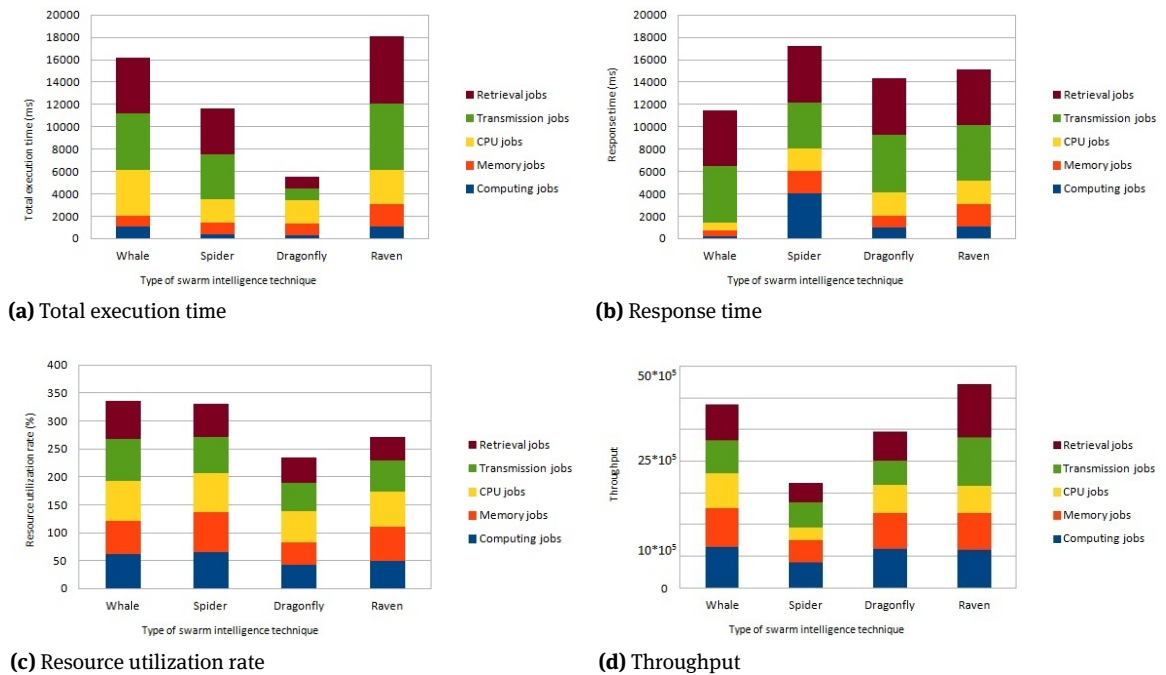 20000
18000
16000
14000
12000
10000
8000
6000
4000
2000
0
Total execution time (ms)
Whale Spider Dragonfly Raven
Type of swarm intelligence technique
Retrieval jobs
Transmission jobs
CPU jobs
Memory jobs
Computing jobs
(a) Total execution time
20000
18000
16000
14000
12000
10000
8000
6000
4000
2000
0
Response time (ms)
Whale Spider Dragonfly Raven
Type of swarm intelligence technique
Retrieval jobs
Transmission jobs
CPU jobs
Memory jobs
Computing jobs
(b) Response time
400
350
300
250
200
150
100
50
0
Resource utilization rate (%)
Whale Spider Dragonfly Raven
Type of swarm intelligence technique
Retrieval jobs
Transmission jobs
CPU jobs
Memory jobs
Computing jobs
(c) Resource utilization rate
50*10⁵
25*10⁵
10*10⁵
0
Throughput
Whale Spider Dragonfly Raven
Type of swarm intelligence technique
Retrieval jobs
Transmission jobs
CPU jobs
Memory jobs
Computing jobs
(d) Throughput